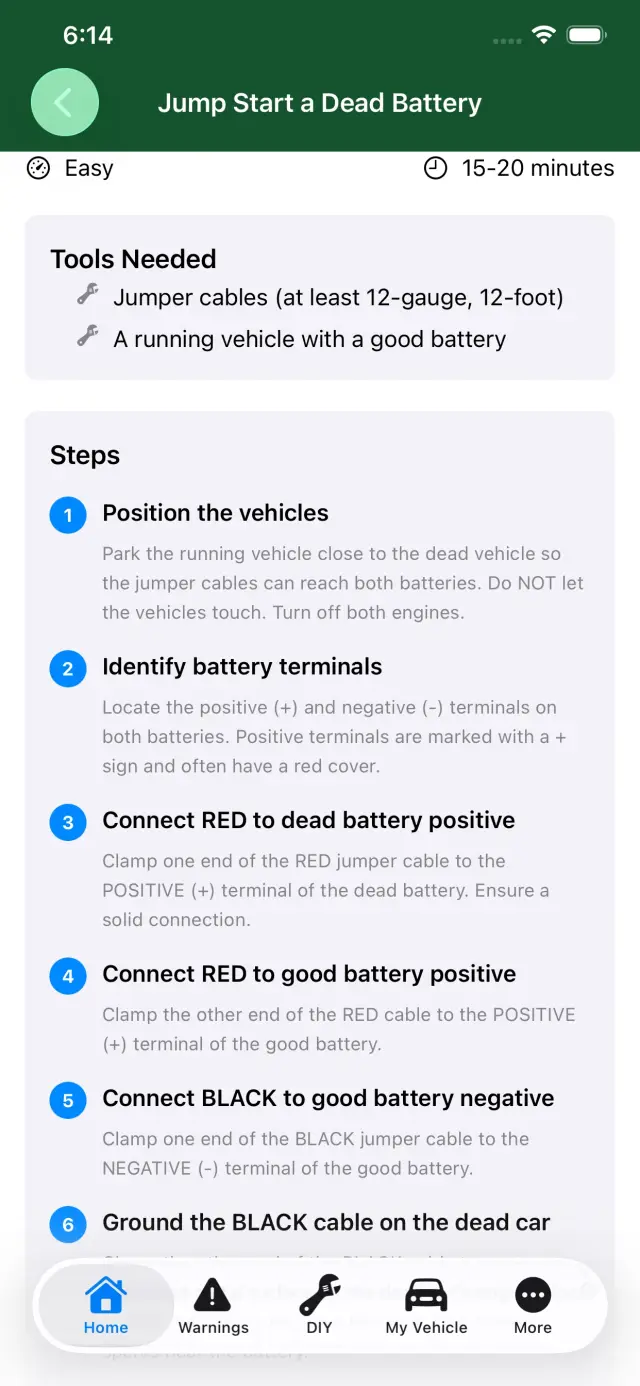 6:14
Jump Start a Dead Battery
Easy
15-20 minutes
Tools Needed
Jumper cables (at least 12-gauge, 12-foot)
A running vehicle with a good battery
Steps
1 Position the vehicles
Park the running vehicle close to the dead vehicle so
the jumper cables can reach both batteries. Do NOT let
the vehicles touch. Turn off both engines.
2 Identify battery terminals
Locate the positive (+) and negative (-) terminals on
both batteries. Positive terminals are marked with a +
sign and often have a red cover.
3 Connect RED to dead battery positive
Clamp one end of the RED jumper cable to the
POSITIVE (+) terminal of the dead battery. Ensure a
solid connection.
4 Connect RED to good battery positive
Clamp the other end of the RED cable to the POSITIVE
(+) terminal of the good battery.
5 Connect BLACK to good battery negative
Clamp one end of the BLACK jumper cable to the
NEGATIVE (-) terminal of the good battery.
6 Ground the BLACK cable on the dead car
Home
Warnings
DIY
My Vehicle
More